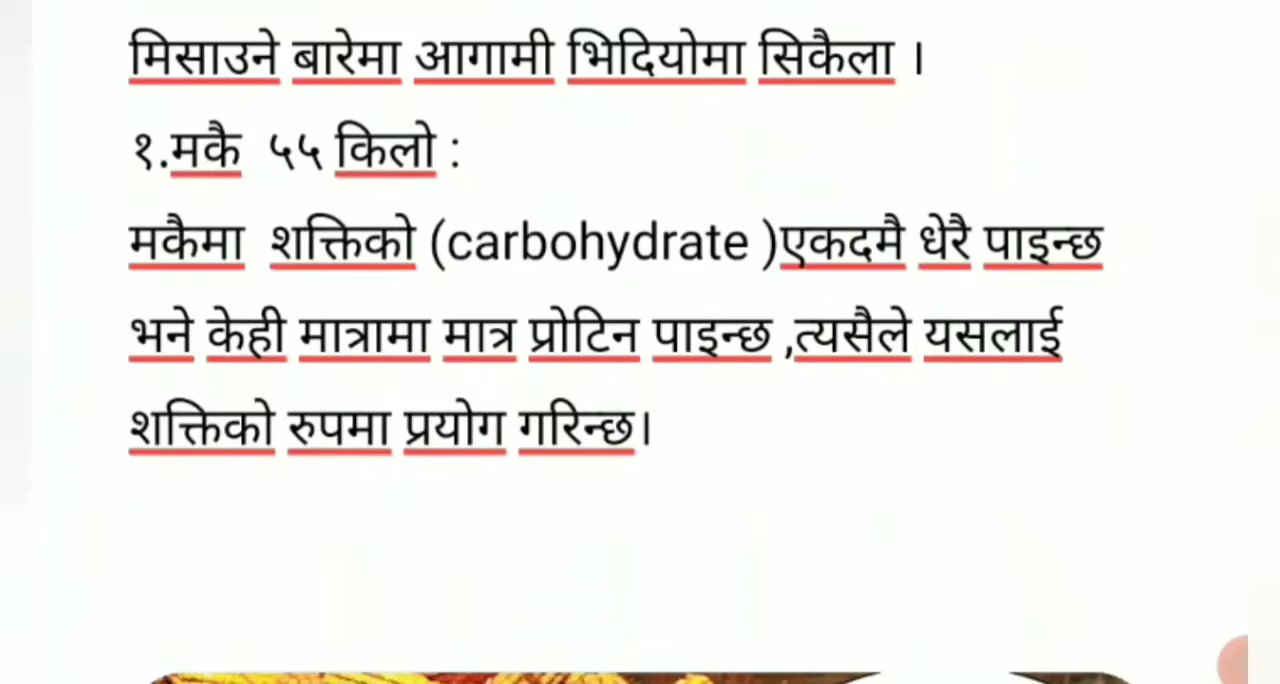 मिसाउने बारेमा आगामी भिदियोमा सिकैला ।
१.मकै ५५ किलो :
मकैमा शक्तिको (carbohydrate )एकदमै धेरै पाइन्छ
भने केही मात्रामा मात्र प्रोटिन पाइन्छ ,त्यसैले यसलाई
शक्तिको रुपमा प्रयोग गरिन्छ।